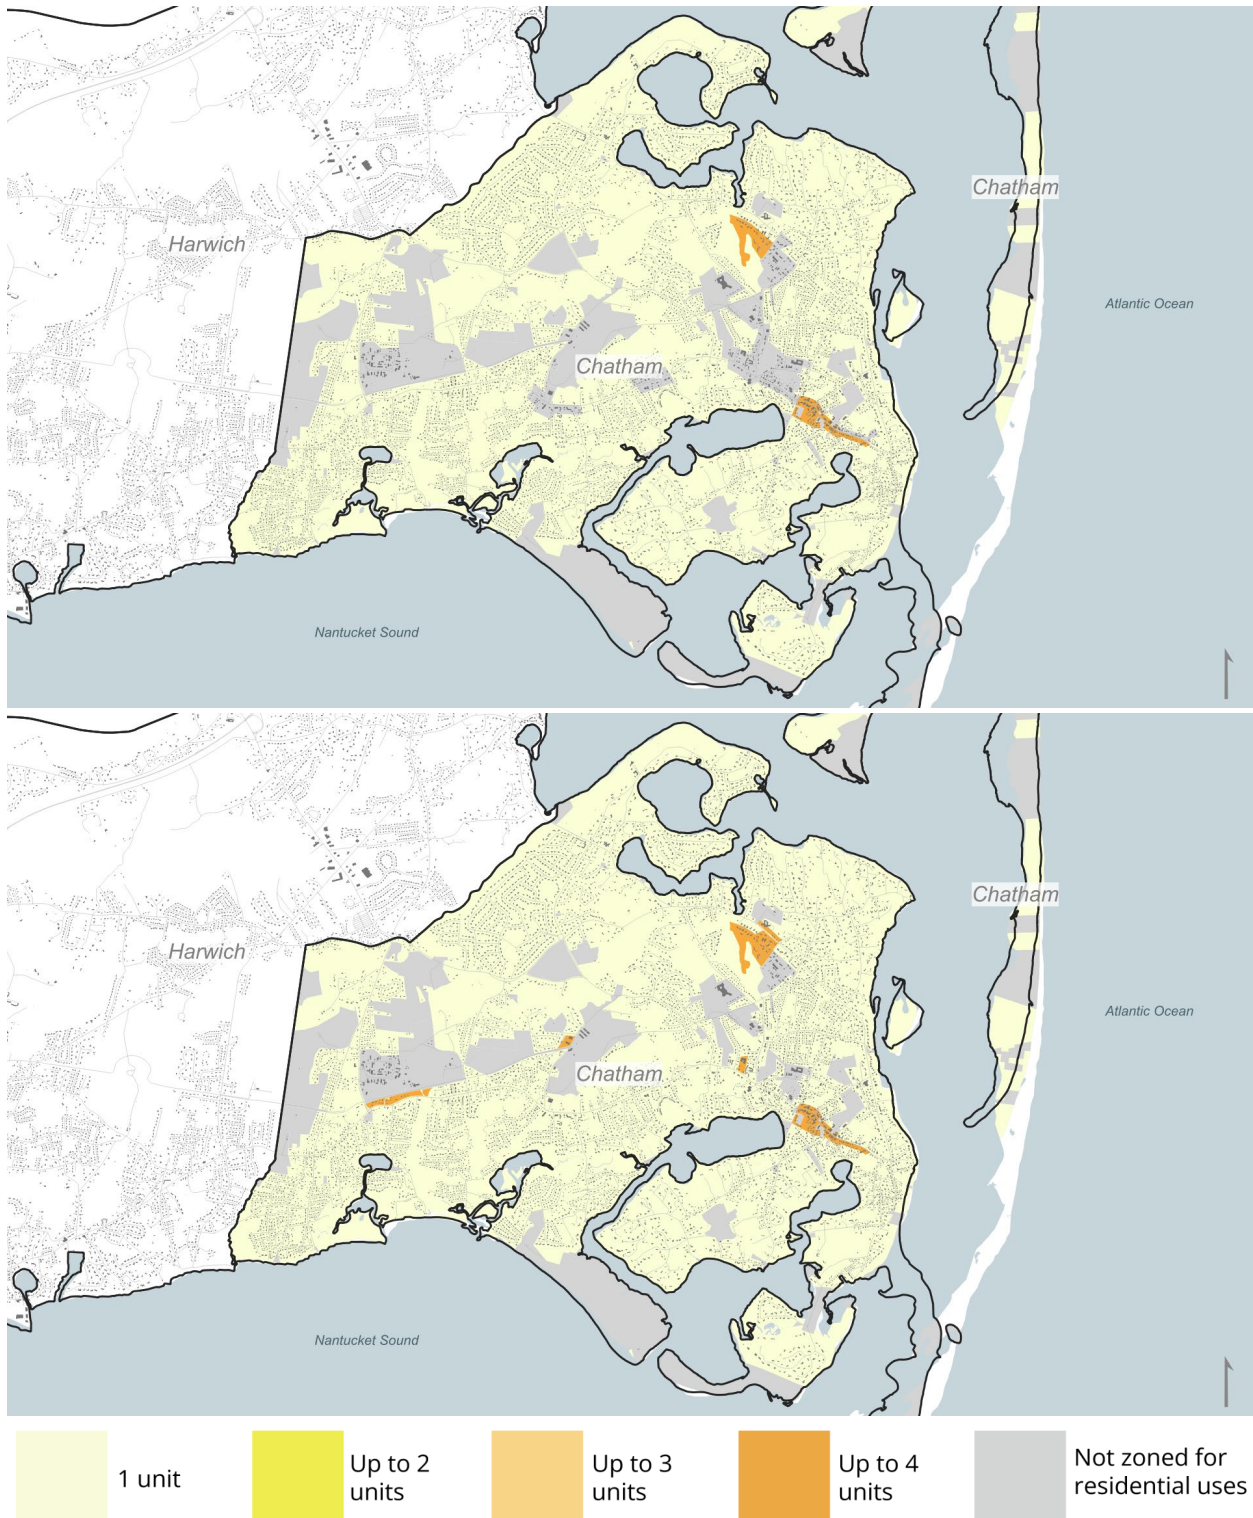 Chatham
Harwich
Atlantic Ocean
Chatham
Nantucket Sound
Chatham
Harwich
Atlantic Ocean
Chatham
Nantucket Sound
1 unit
Up to 2
units
Up to 3
units
Up to 4
units
Not zoned for
residential uses